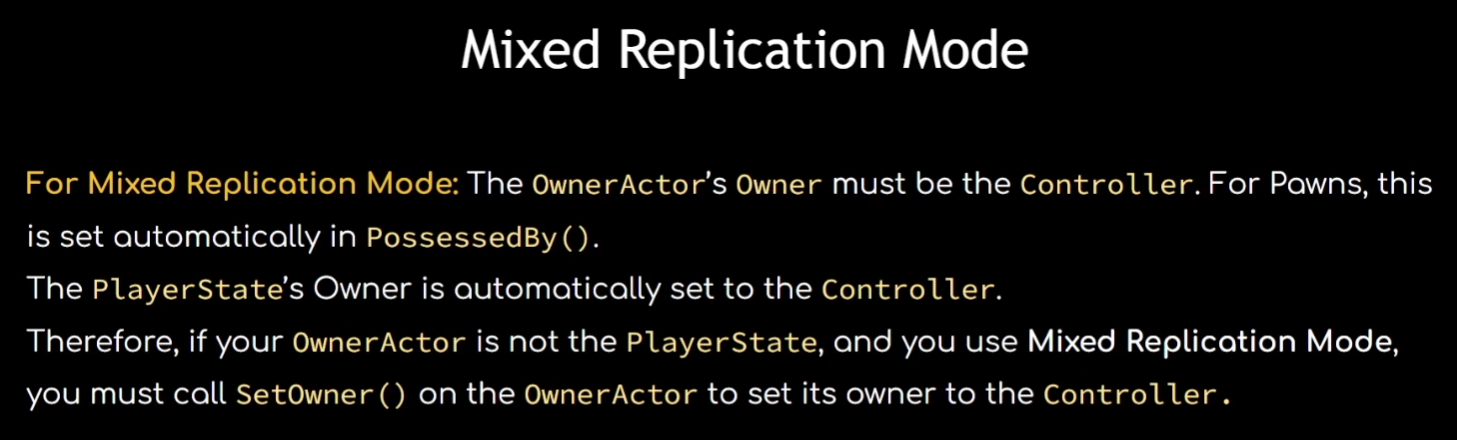 Mixed Replication Mode
For Mixed Replication Mode: The OwnerActor's Owner must be the Controller. For Pawns, this
is set automatically in PossessedBy().
The PlayerState's Owner is automatically set to the Controller.
Therefore, if your OwnerActor is not the PlayerState, and you use Mixed Replication Mode,
you must call SetOwner() on the OwnerActor to set its owner to the Controller.